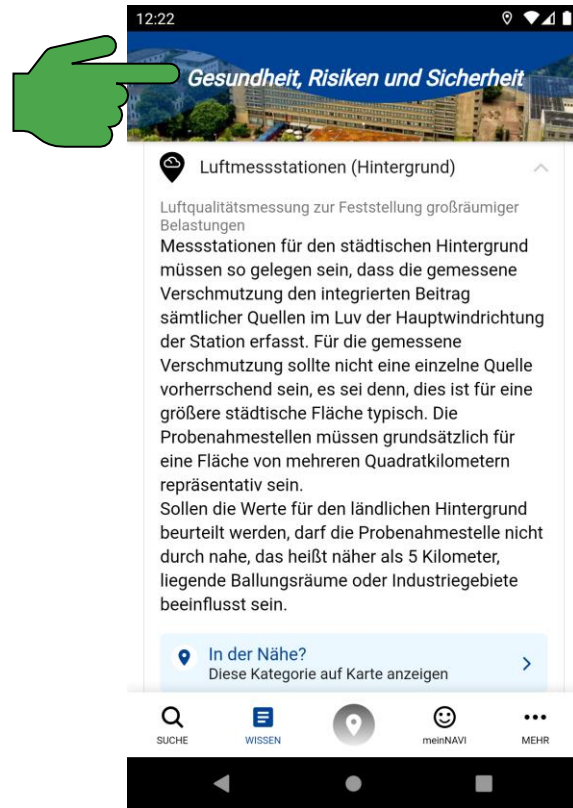 12:22
Gesundheit, Risiken und Sicherheit
Luftmessstationen (Hintergrund)
Luftqualitätsmessung zur Feststellung großräumiger
Belastungen
Messstationen für den städtischen Hintergrund
müssen so gelegen sein, dass die gemessene
Verschmutzung den integrierten Beitrag
sämtlicher Quellen im Luv der Hauptwindrichtung
der Station erfasst. Für die gemessene
Verschmutzung sollte nicht eine einzelne Quelle
vorherrschend sein, es sei denn, dies ist für eine
größere städtische Fläche typisch. Die
Probenahmestellen müssen grundsätzlich für
eine Fläche von mehreren Quadratkilometern
repräsentativ sein.
Sollen die Werte für den ländlichen Hintergrund
beurteilt werden, darf die Probenahmestelle nicht
durch nahe, das heißt näher als 5 Kilometer,
liegende Ballungsräume oder Industriegebiete
beeinflusst sein.
In der Nähe?
Diese Kategorie auf Karte anzeigen
SUCHE WISSEN meinNAVI MEHR